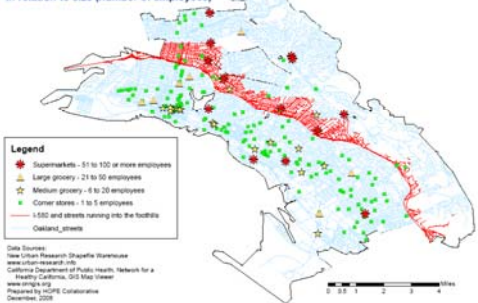 Legend
Supermarkets - 51 to 100 or more employees
Large grocery - 21 to 50 employees
Medium grocery - 6 to 20 employees
Corner stores - 1 to 5 employees
I-580 and streets running into the foothills
Oakland_streets
Data Sources:
New Urban Research Shapefile Warehouse
www.urban-research.info
California Department of Public Health, Network for a
Healthy California, GIS Map Viewer
www.cnngis.org
Prepared by HOPE Collaborative
December, 2008
Miles
0 0.5 1 2 3 4